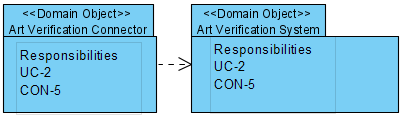 <<Domain Object>>
Art Verification Connector
Responsibilities
UC-2
CON-5
<<Domain Object>>
Art Verification System
Responsibilities
UC-2
CON-5